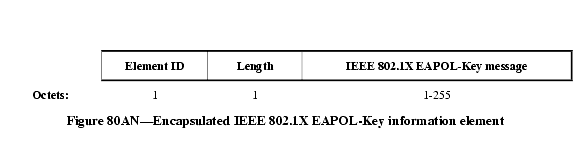 Element ID Length IEEE 802.1X EAPOL-Key message
Octets: 1 1 1-255
Figure 80AN—Encapsulated IEEE 802.1X EAPOL-Key information element